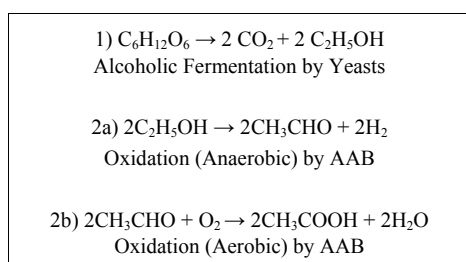 1) C₆H₁₂O₆ → 2 CO₂ + 2 C₂H₅OH
Alcoholic Fermentation by Yeasts
2a) 2C₂H₅OH → 2CH₃CHO + 2H₂
Oxidation (Anaerobic) by AAB
2b) 2CH₃CHO + O₂ → 2CH₃COOH + 2H₂O
Oxidation (Aerobic) by AAB